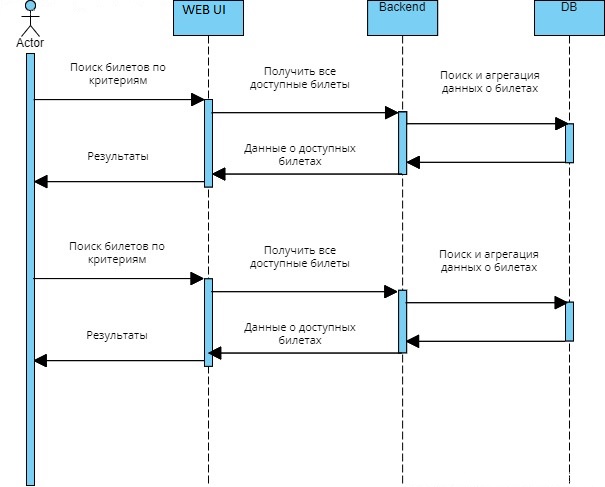 WEB UI
Backend
DB
Actor
Поиск билетов по
критериям
Получить все
доступные билеты
Поиск и агрегация
данных о билетах
Результаты
Данные о доступных
билетах
Поиск билетов по
критериям
Получить все
доступные билеты
Поиск и агрегация
данных о билетах
Результаты
Данные о доступных
билетах